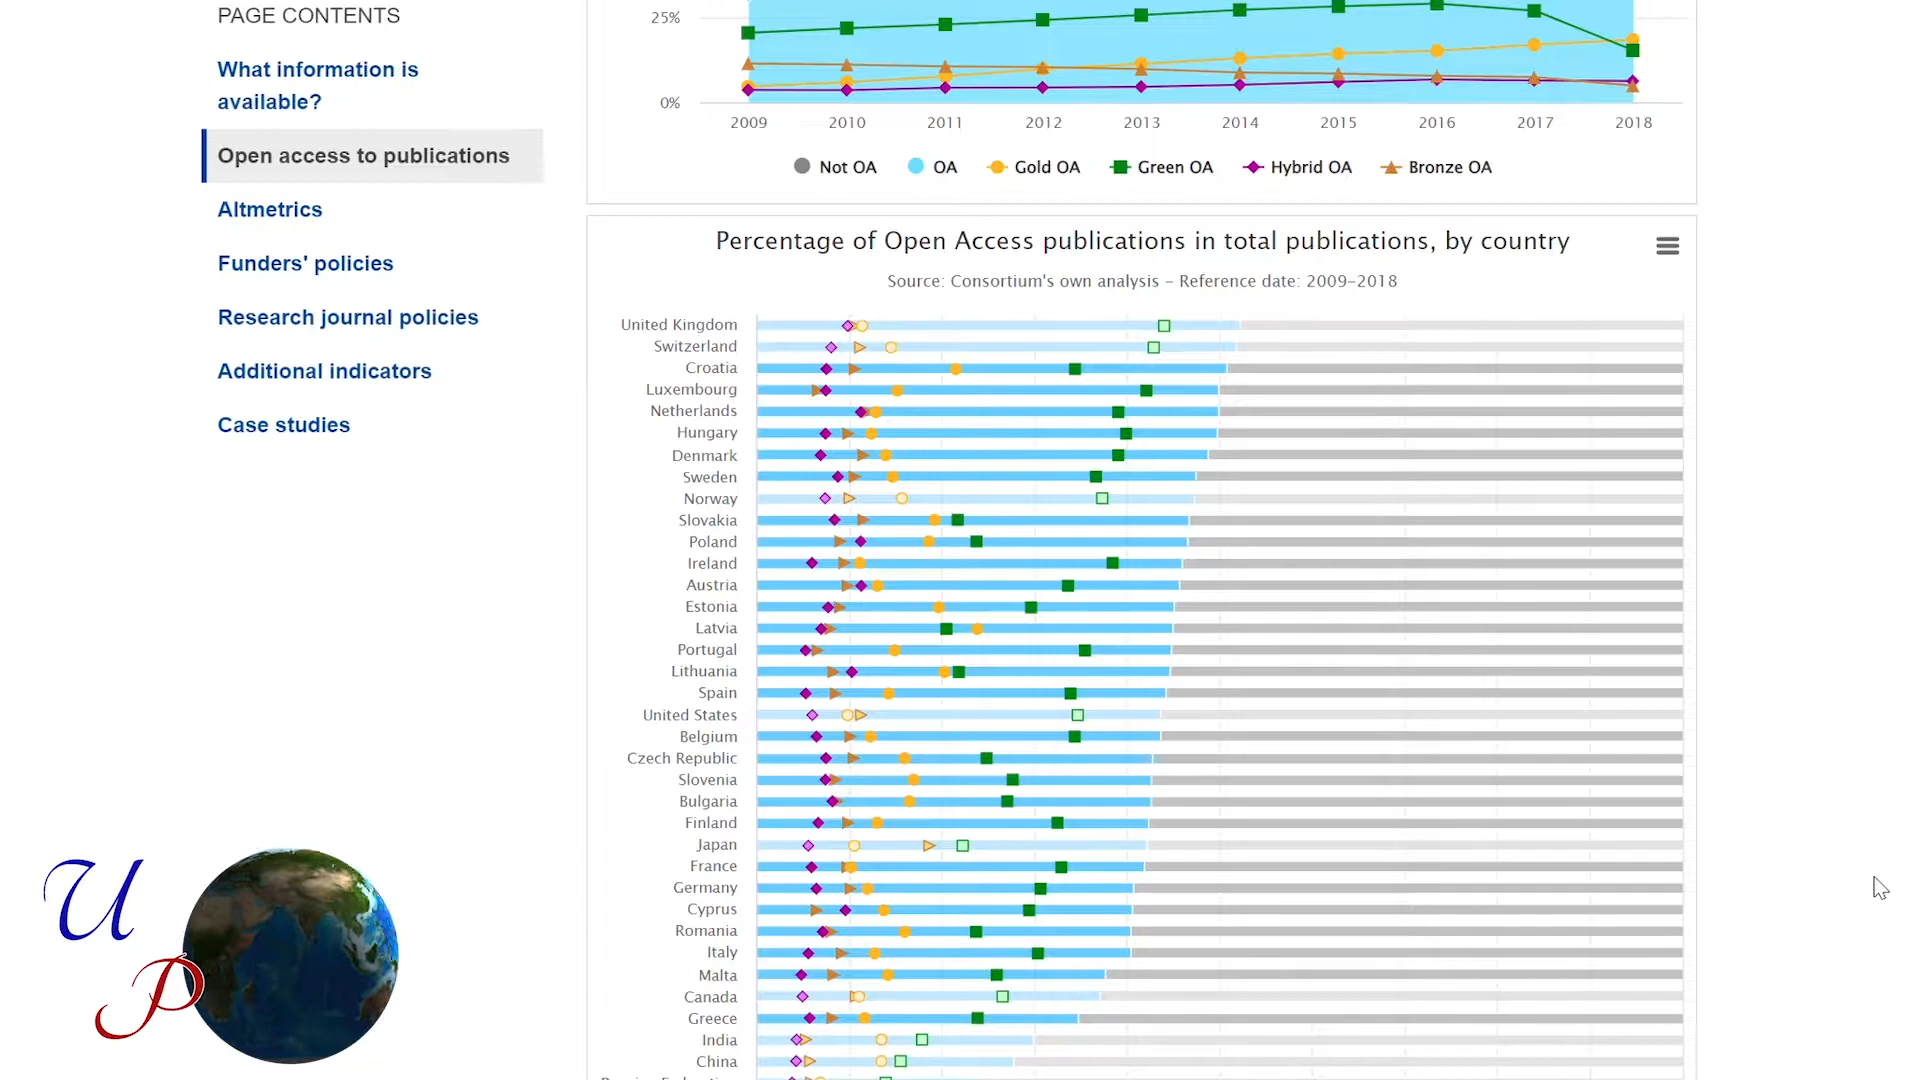 PAGE CONTENTS
What information is
available?
Open access to publications
Altmetrics
Funders' policies
Research journal policies
Additional indicators
Case studies
25%
0%
2009 2010 2011 2012 2013 2014 2015 2016 2017 2018
Not OA OA Gold OA Green OA Hybrid OA Bronze OA
Percentage of Open Access publications in total publications, by country
Source: Consortium's own analysis - Reference date: 2009-2018
United Kingdom
Switzerland
Croatia
Luxembourg
Netherlands
Hungary
Denmark
Sweden
Norway
Slovakia
Poland
Ireland
Austria
Estonia
Latvia
Portugal
Lithuania
Spain
United States
Belgium
Czech Republic
Slovenia
Bulgaria
Finland
Japan
France
Germany
Cyprus
Romania
Italy
Malta
Canada
Greece
India
China
U
P